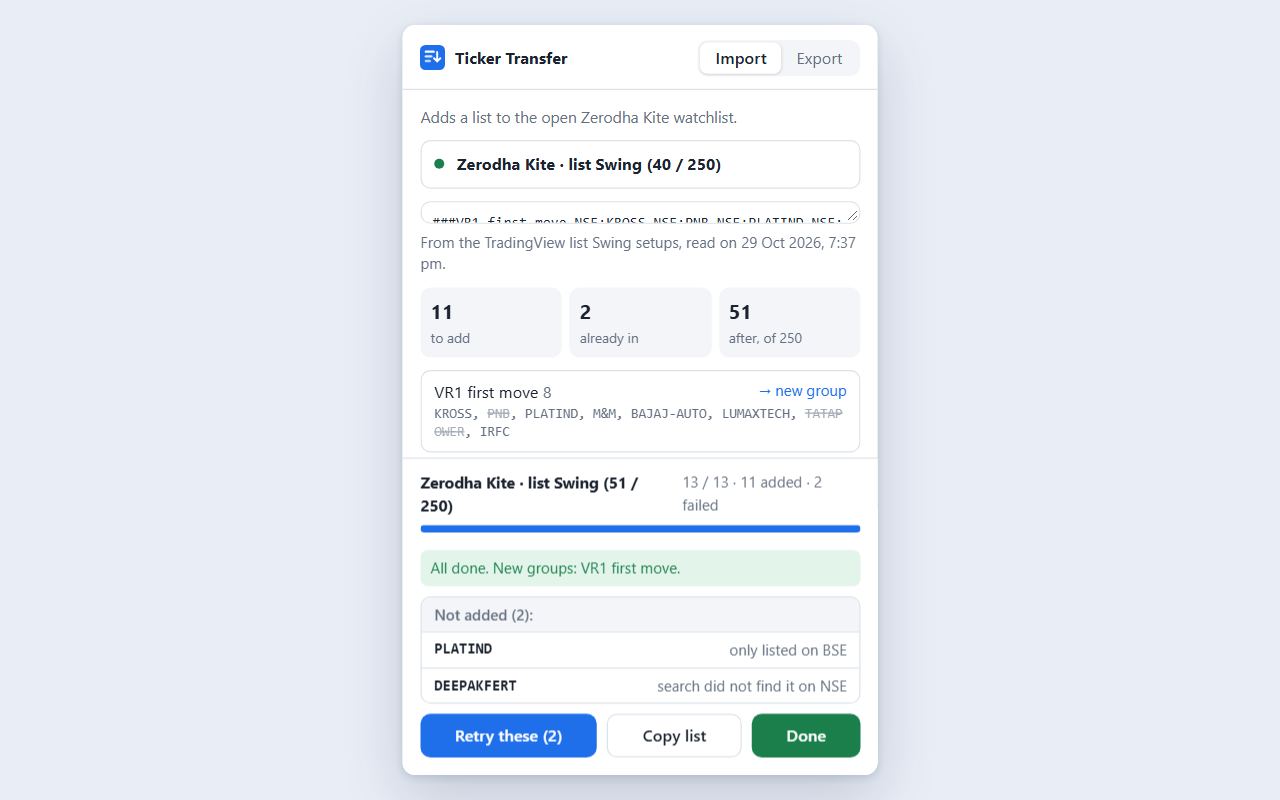 Ticker Transfer
Import
Export
Adds a list to the open Zerodha Kite watchlist.
Zerodha Kite · list Swing (40 / 250)
###VR1 first move,NSE:KROSS,NSE:PNB,NSE:PLATIND,NSE:
From the TradingView list Swing setups, read on 29 Oct 2026, 7:37
pm.
11
to add
2
already in
51
after, of 250
VR1 first move 8
→ new group
KROSS, PNB, PLATIND, M&M, BAJAJ-AUTO, LUMAXTECH, TATAP
OWER, IRFC
Zerodha Kite · list Swing (51 /
250)
13 / 13 · 11 added · 2
failed
All done. New groups: VR1 first move.
Not added (2):
PLATIND
only listed on BSE
DEEPAKFERT
search did not find it on NSE
Retry these (2)
Copy list
Done